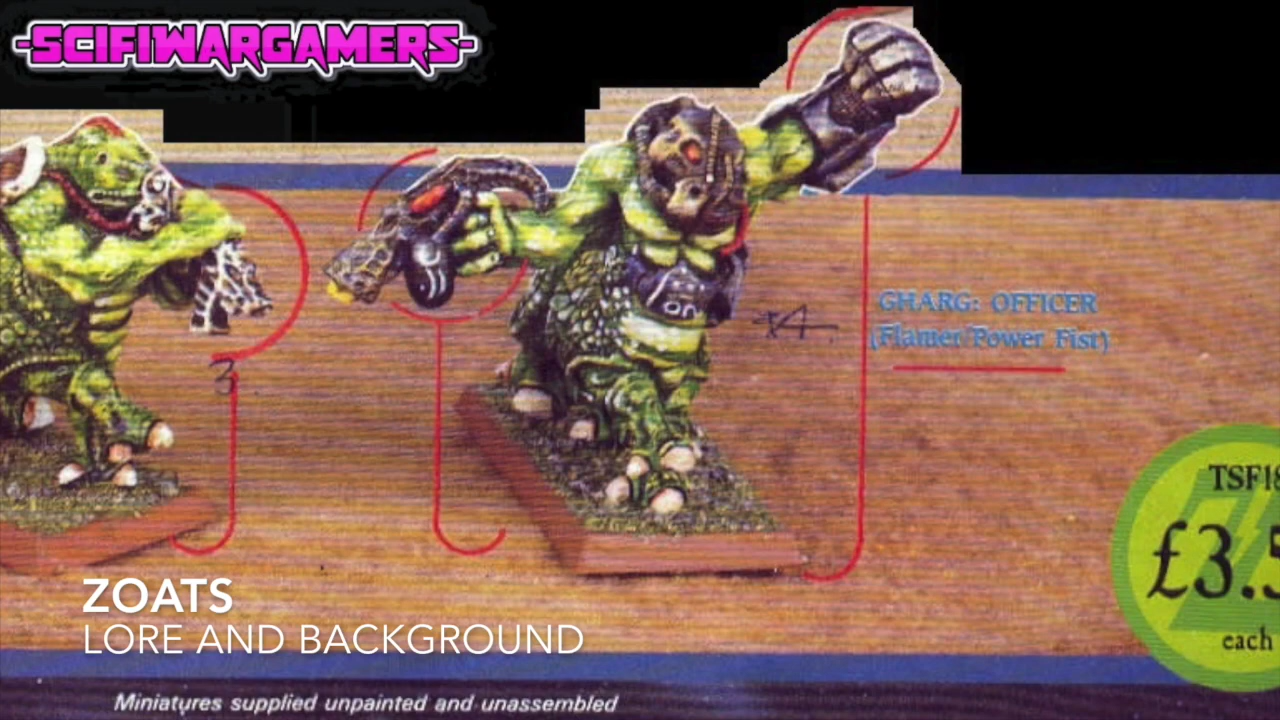 -SCIFIWARGAMERS-
3
GHARG: OFFICER
(Flamer/Power Fist)
TSF18
£3.5
each
ZOATS
LORE AND BACKGROUND
Miniatures supplied unpainted and unassembled